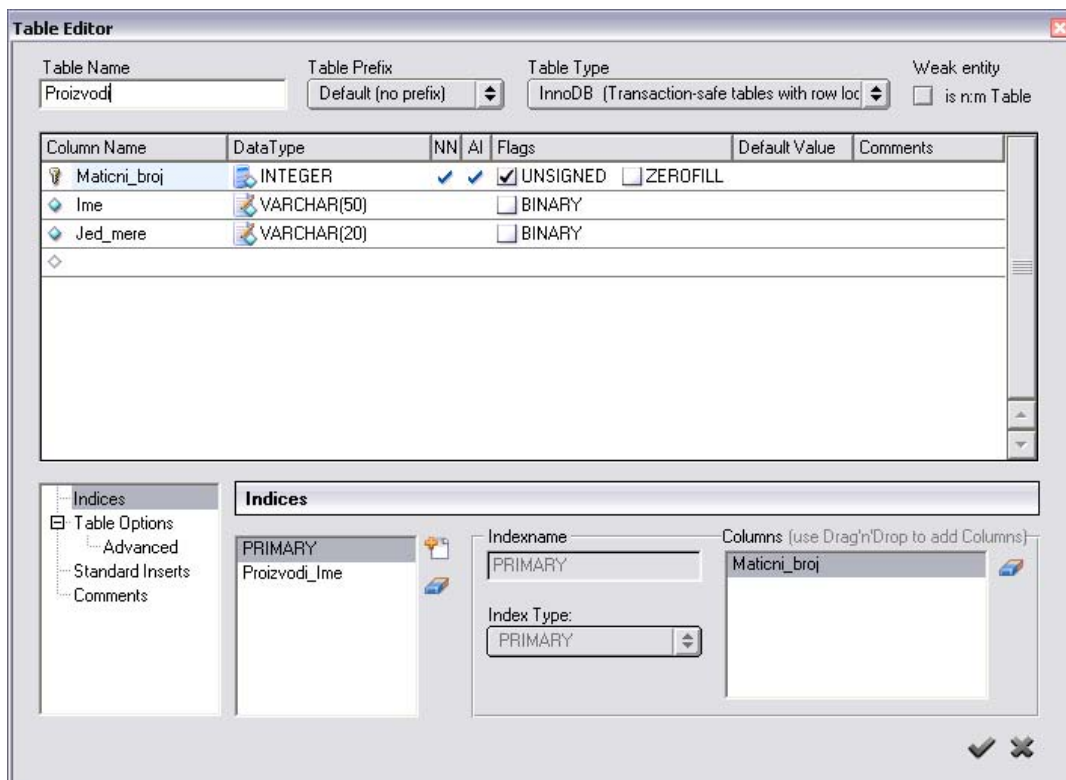 Table Editor
Table Name Table Prefix Table Type Weak entity
Proizvodi Default (no prefix) InnoDB (Transaction-safe tables with row loc is n:m Table
Column Name DataType NN AI Flags Default Value Comments
Maticni_broj INTEGER UNSIGNED ZEROFILL
Ime VARCHAR(50) BINARY
Jed_mere VARCHAR(20) BINARY
Indices
Table Options
Advanced
Standard Inserts
Comments
Indices
PRIMARY
Proizvodi_Ime
Indexname
PRIMARY
Index Type:
PRIMARY
Columns (use Drag'n'Drop to add Columns)
Maticni_broj